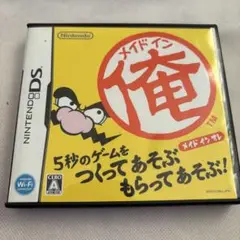 Nintendo
NINTENDO DS
メイド イン
俺
TM
5秒のゲームを
つくってあそぶ
メイド イン オレ
もらってあそぶ!
Wi-Fi
CERO A